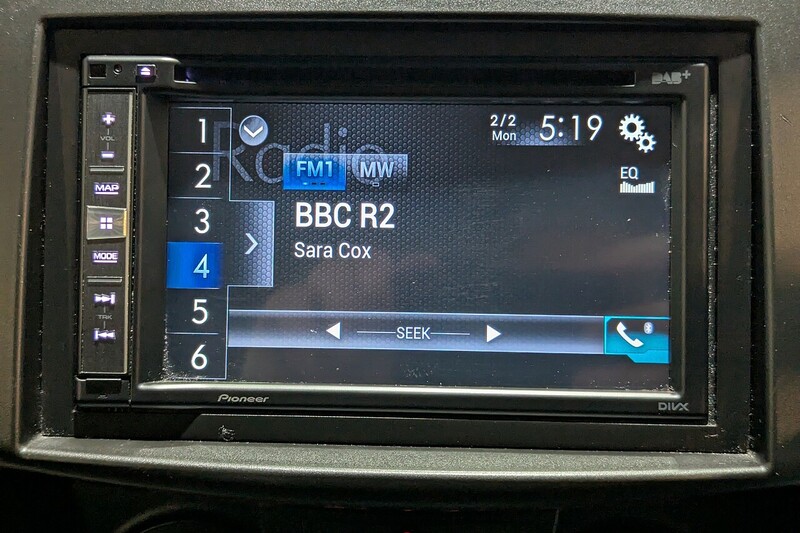 DAB+
VOL
MAP
MODE
TRK
1
2
3
4
5
6
Radio
2/2
Mon
5:19
FM1
MW
EQ
BBC R2
Sara Cox
SEEK
Pioneer
DIVX